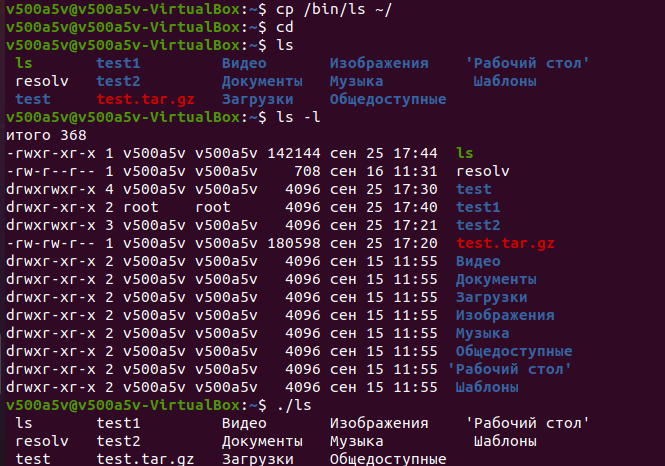 v500a5v@v500a5v-VirtualBox:~$ cp /bin/ls ~/
v500a5v@v500a5v-VirtualBox:~$ cd
v500a5v@v500a5v-VirtualBox:~$ ls
ls test1 Видео Изображения 'Рабочий стол'
resolv test2 Документы Музыка Шаблоны
test test.tar.gz Загрузки Общедоступные
v500a5v@v500a5v-VirtualBox:~$ ls -l
итого 368
-rwxr-xr-x 1 v500a5v v500a5v 142144 сен 25 17:44 ls
-rw-r--r-- 1 v500a5v v500a5v 708 сен 16 11:31 resolv
drwxrwxr-x 4 v500a5v v500a5v 4096 сен 25 17:30 test
drwxr-xr-x 2 root root 4096 сен 25 17:40 test1
drwxrwxr-x 3 v500a5v v500a5v 4096 сен 25 17:21 test2
-rw-rw-r-- 1 v500a5v v500a5v 180598 сен 25 17:20 test.tar.gz
drwxr-xr-x 2 v500a5v v500a5v 4096 сен 15 11:55 Видео
drwxr-xr-x 2 v500a5v v500a5v 4096 сен 15 11:55 Документы
drwxr-xr-x 2 v500a5v v500a5v 4096 сен 15 11:55 Загрузки
drwxr-xr-x 2 v500a5v v500a5v 4096 сен 15 11:55 Изображения
drwxr-xr-x 2 v500a5v v500a5v 4096 сен 15 11:55 Музыка
drwxr-xr-x 2 v500a5v v500a5v 4096 сен 15 11:55 Общедоступные
drwxr-xr-x 2 v500a5v v500a5v 4096 сен 15 11:55 'Рабочий стол'
drwxr-xr-x 2 v500a5v v500a5v 4096 сен 15 11:55 Шаблоны
v500a5v@v500a5v-VirtualBox:~$ ./ls
ls test1 Видео Изображения 'Рабочий стол'
resolv test2 Документы Музыка Шаблоны
test test.tar.gz Загрузки Общедоступные